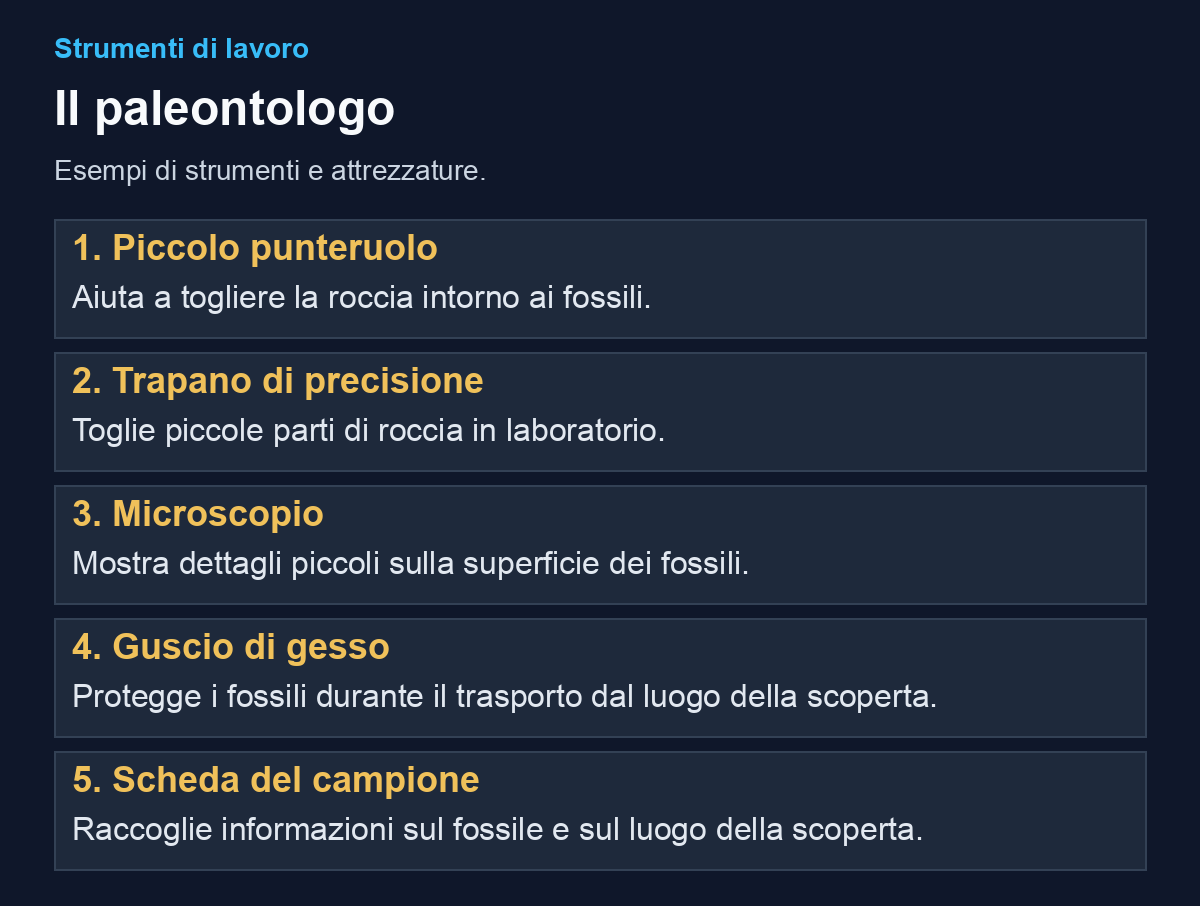 Strumenti di lavoro
Il paleontologo
Esempi di strumenti e attrezzature.
1. Piccolo punteruolo
Aiuta a togliere la roccia intorno ai fossili.
2. Trapano di precisione
Toglie piccole parti di roccia in laboratorio.
3. Microscopio
Mostra dettagli piccoli sulla superficie dei fossili.
4. Guscio di gesso
Protegge i fossili durante il trasporto dal luogo della scoperta.
5. Scheda del campione
Raccoglie informazioni sul fossile e sul luogo della scoperta.